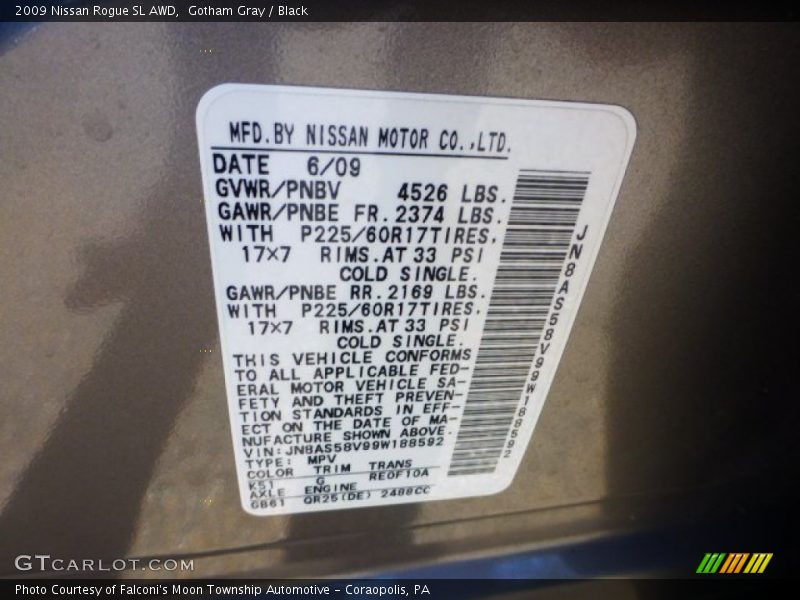 2009 Nissan Rogue SL AWD,  Gotham Gray / Black
MFD.BY NISSAN MOTOR CO.,LTD.
DATE 6/09
GVWR/PNBV 4526 LBS.
GAWR/PNBE FR. 2374 LBS.
WITH P225/60R17TIRES.
17×7 RIMS.AT 33 PSI
COLD SINGLE.
GAWR/PNBE RR. 2169 LBS.
WITH P225/60R17TIRES.
17×7 RIMS.AT 33 PSI
COLD SINGLE.
THIS VEHICLE CONFORMS
TO ALL APPLICABLE FED-
ERAL MOTOR VEHICLE SA-
FETY AND THEFT PREVEN-
TION STANDARDS IN EFF-
ECT ON THE DATE OF MA-
NUFACTURE SHOWN ABOVE.
VIN:JN8AS58V99W188592
TYPE: MPV
COLOR TRIM TRANS
K51 G RE0F10A
AXLE ENGINE
GB61 QR25(DE) 2488CC
JN8AS58V99W188592
GTCARLOT.COM
Photo Courtesy of Falconi's Moon Township Automotive - Coraopolis, PA